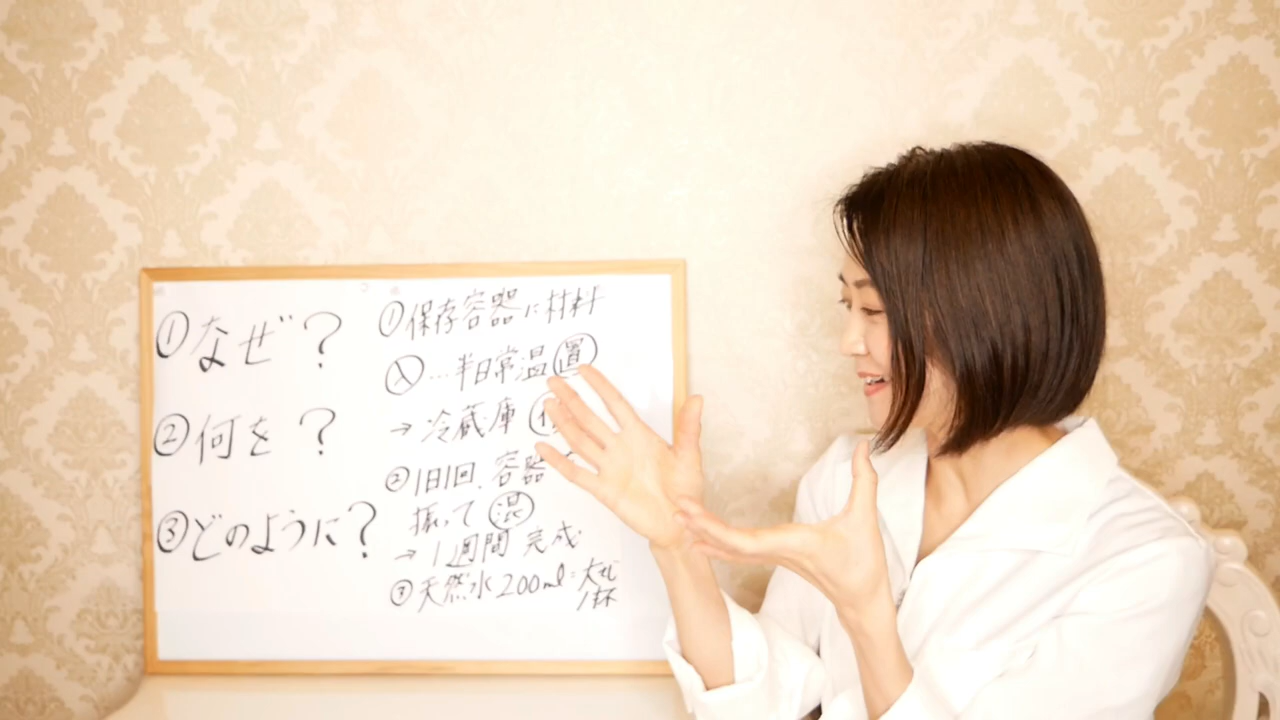 ①なぜ？
②何を？
③どのように？
①保存容器に材料
…半日常温置
→冷蔵庫
②1日1回、容器
振って混
→1週間完成
③天然水200ml:大さじ
1杯